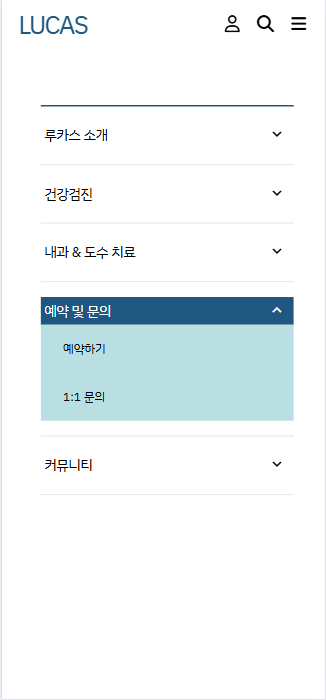 LUCAS
루카스 소개
건강검진
내과 & 도수 치료
예약 및 문의
예약하기
1:1 문의
커뮤니티